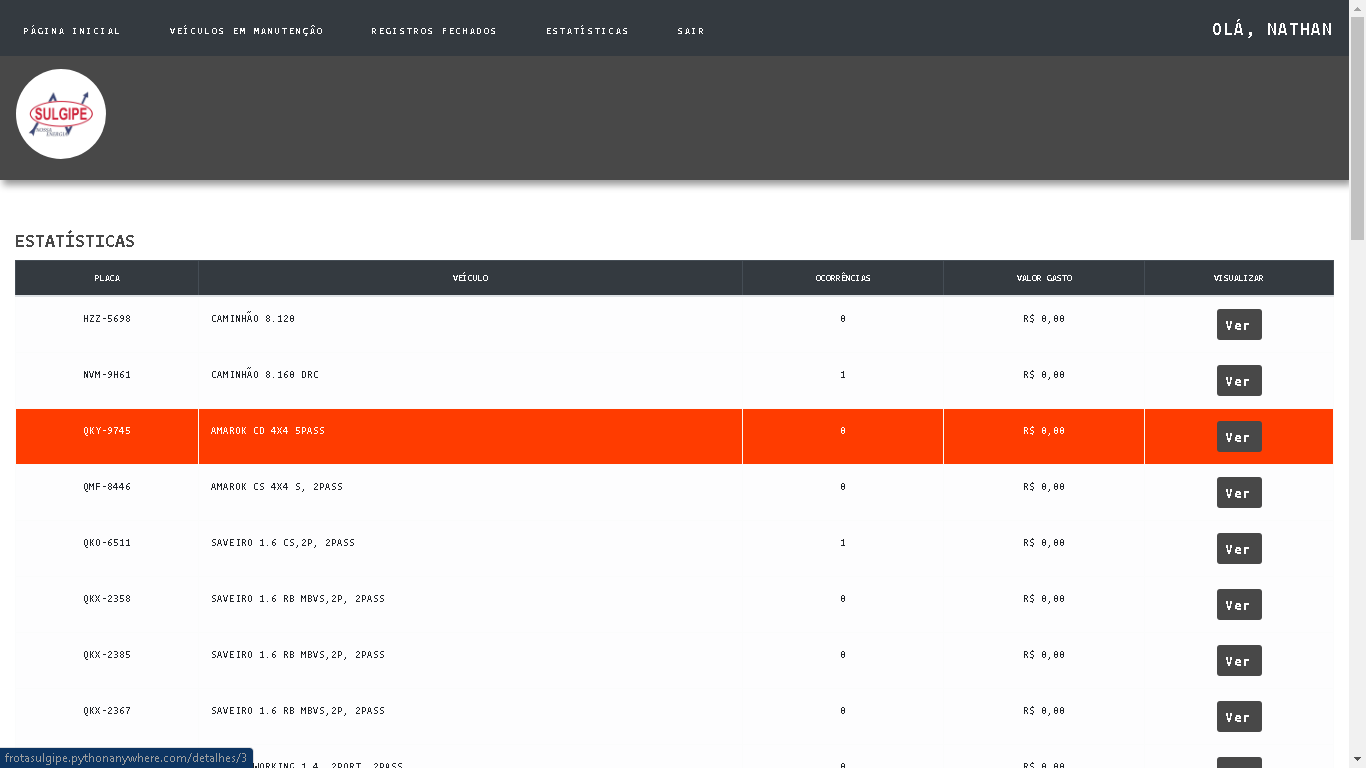 PÁGINA INICIAL VEÍCULOS EM MANUTENÇÃO REGISTROS FECHADOS ESTATÍSTICAS SAIR OLÁ, NATHAN
SULGIPE
NOSSA ENERGIA
ESTATÍSTICAS
PLACA VEÍCULO OCORRÊNCIAS VALOR GASTO VISUALIZAR
HZZ-5698 CAMINHÃO 8.120 0 R$ 0,00 Ver
NVM-9H61 CAMINHÃO 8.160 DRC 1 R$ 0,00 Ver
QKY-9745 AMAROK CD 4X4 5PASS 0 R$ 0,00 Ver
QMF-8446 AMAROK CS 4X4 S, 2PASS 0 R$ 0,00 Ver
QKO-6511 SAVEIRO 1.6 CS,2P, 2PASS 1 R$ 0,00 Ver
QKX-2358 SAVEIRO 1.6 RB MBVS,2P, 2PASS 0 R$ 0,00 Ver
QKX-2385 SAVEIRO 1.6 RB MBVS,2P, 2PASS 0 R$ 0,00 Ver
QKX-2367 SAVEIRO 1.6 RB MBVS,2P, 2PASS 0 R$ 0,00 Ver
WORKING 1.4, 2PORT, 2PASS 0 R$ 0,00
frotasulgipe.pythonanywhere.com/detalhes/3